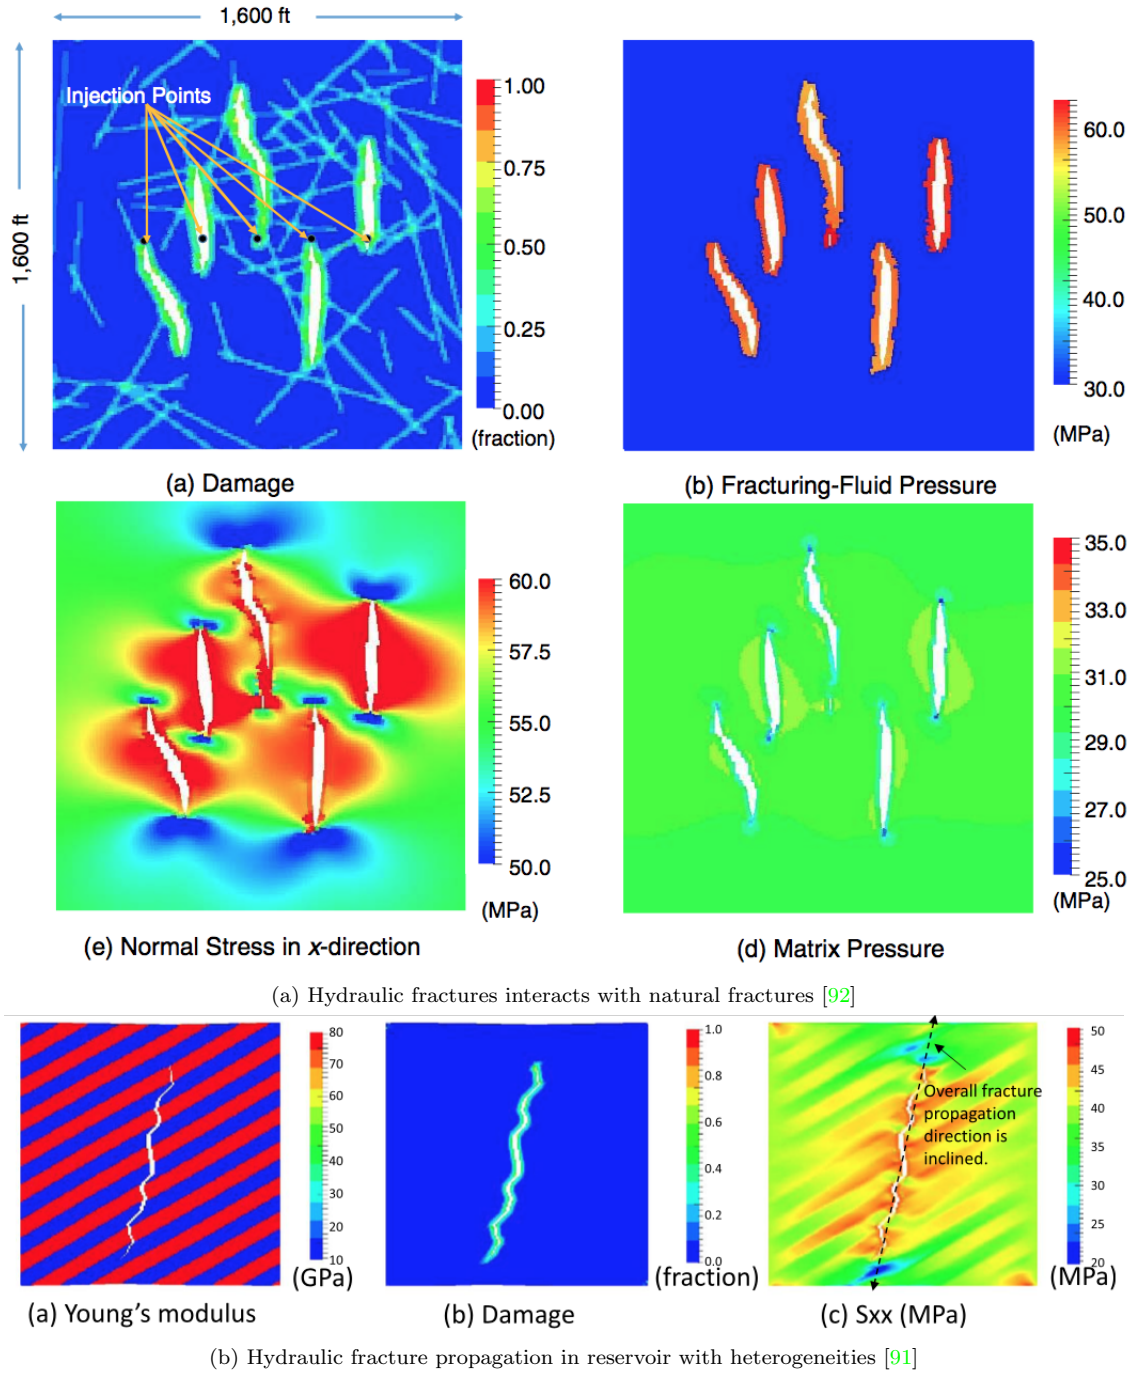 1,600 ft
1,600 ft
Injection Points
1.00
0.75
0.50
0.25
0.00
(fraction)
(a) Damage
60.0
50.0
40.0
30.0
(MPa)
(b) Fracturing-Fluid Pressure
60.0
57.5
55.0
52.5
50.0
(MPa)
(e) Normal Stress in x-direction
35.0
33.0
31.0
29.0
27.0
25.0
(MPa)
(d) Matrix Pressure
(a) Hydraulic fractures interacts with natural fractures [92]
80
70
60
50
40
30
20
10
(GPa)
(a) Young's modulus
1.0
0.8
0.6
0.4
0.2
0.0
(fraction)
(b) Damage
Overall fracture
propagation
direction is
inclined.
50
45
40
35
30
25
20
(MPa)
(c) Sxx (MPa)
(b) Hydraulic fracture propagation in reservoir with heterogeneities [91]